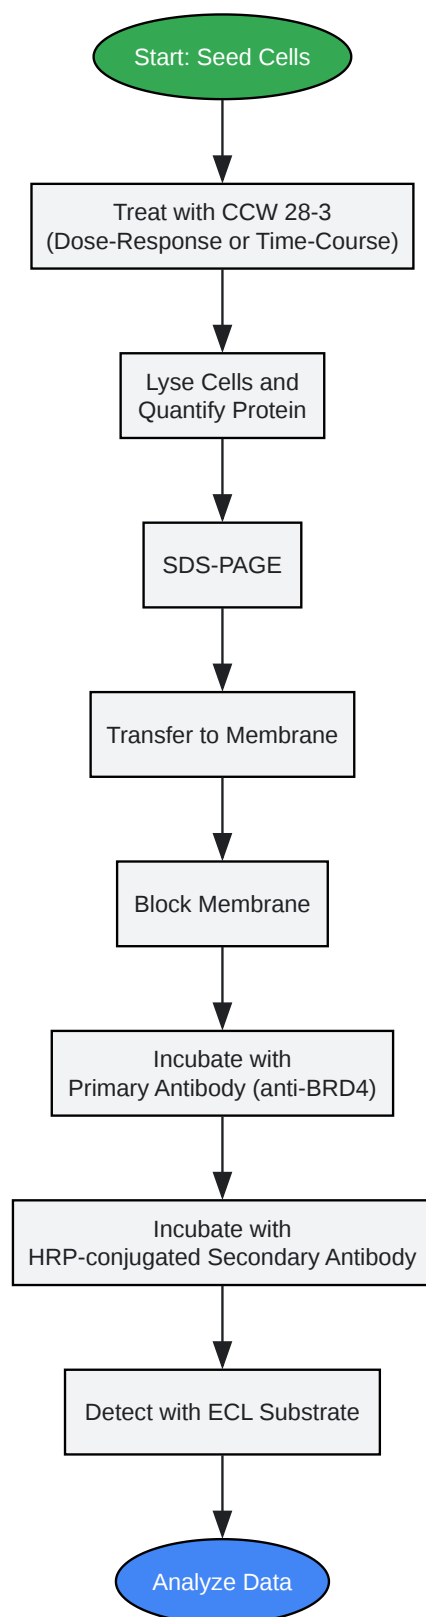 Start: Seed Cells
Treat with CCW 28-3
(Dose-Response or Time-Course)
Lyse Cells and
Quantify Protein
SDS-PAGE
Transfer to Membrane
Block Membrane
Incubate with
Primary Antibody (anti-BRD4)
Incubate with
HRP-conjugated Secondary Antibody
Detect with ECL Substrate
Analyze Data